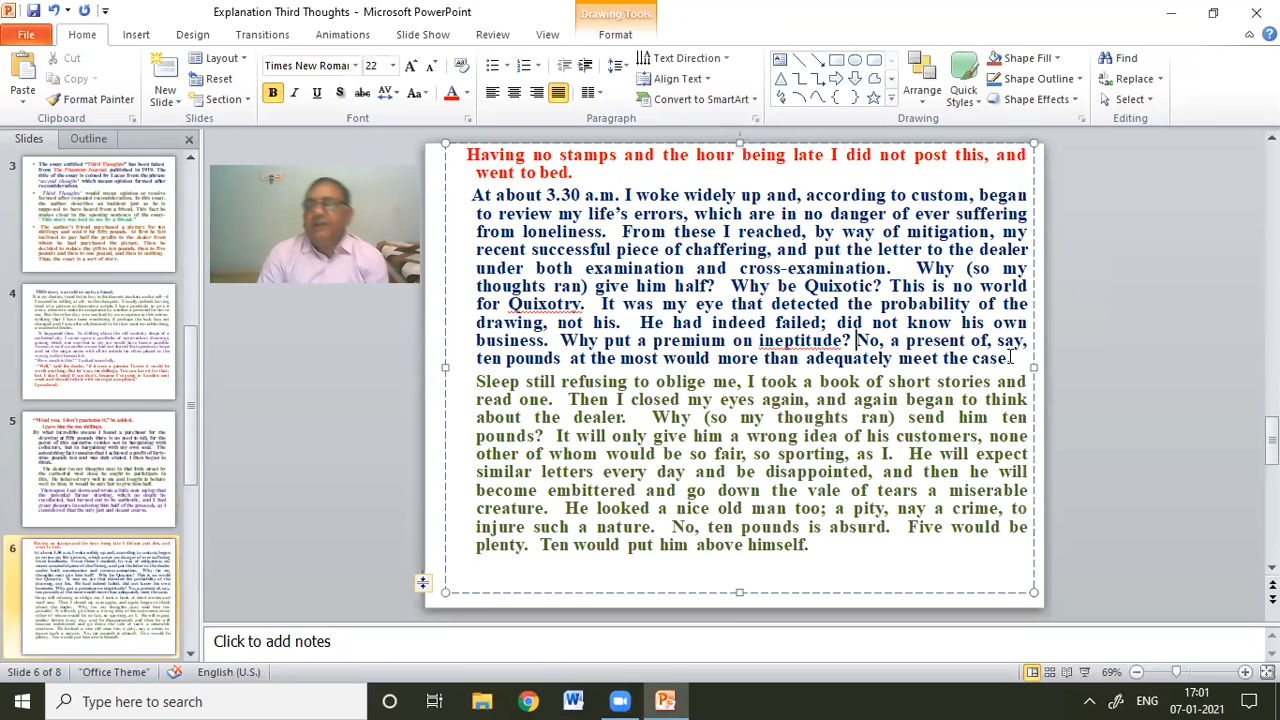 Explanation Third Thoughts - Microsoft PowerPoint
Drawing Tools
File Home Insert Design Transitions Animations Slide Show Review View Format
Paste
Cut
Copy
Format Painter
Clipboard
New Slide
Layout
Reset
Section
Slides
Times New Roman 22
Font
Text Direction
Align Text
Convert to SmartArt
Paragraph
Arrange
Quick Styles
Shape Fill
Shape Outline
Shape Effects
Drawing
Find
Replace
Select
Editing
Slides Outline
3
4
5
6
Having no stamps and the hour being late I did not post this, and
went to bed.
At about 3.30 a.m. I woke widely up and, according to custom, began
to review my life's errors, which are in no danger of ever suffering
from loneliness. From these I reached, by way of mitigation, my
recent successful piece of chaffering, and put the letter to the dealer
under both examination and cross-examination. Why (so my
thoughts ran) give him half? Why be Quixotic? This is no world
for Quixoty. It was my eye that detected the probability of the
drawing, not his. He had indeed failed; did not know his own
business. Why put a premium on inaptitude? No, a present of, say,
ten pounds at the most would more than adequately meet the case.
Sleep still refusing to oblige me, I took a book of short stories and
read one. Then I closed my eyes again, and again began to think
about the dealer. Why (so my thoughts ran) send him ten
pounds? It will only give him a wrong idea of his customers, none
other of whom would be so fair, so sporting, as I. He will expect
similar letters every day and be disappointed, and then he will
become embittered and go down the vale of tears a miserable
creature. He looked a nice old man too; a pity, nay a crime, to
injure such a nature. No, ten pounds is absurd. Five would be
plenty. Ten would put him above himself.
Click to add notes
Slide 6 of 8 "Office Theme" English (U.S.) 69%
Type here to search
ENG
17:01
07-01-2021